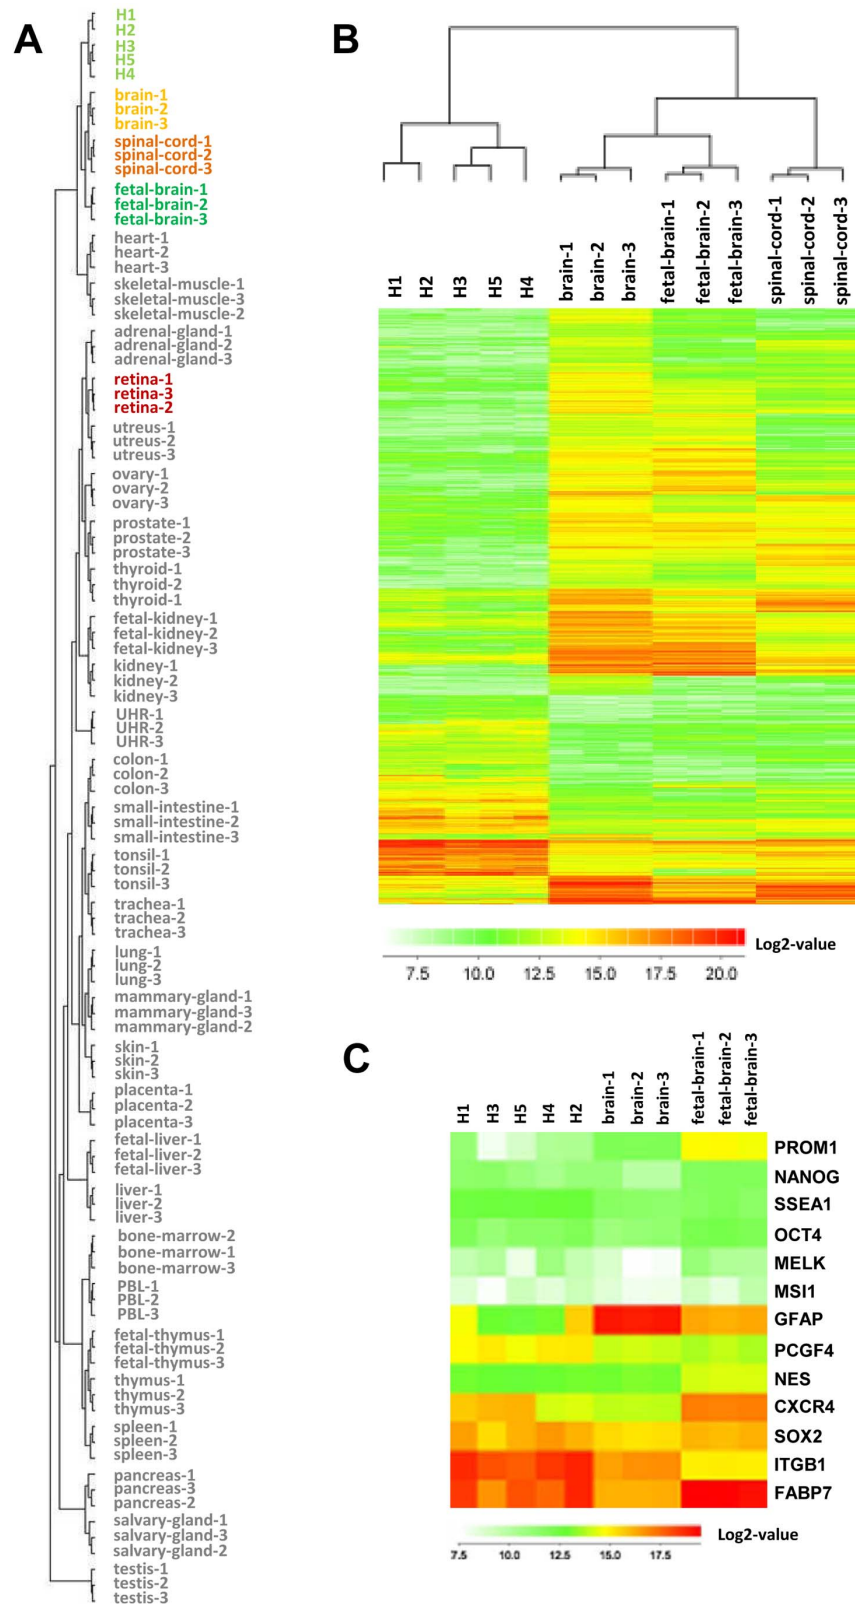 A
H1
H2
H3
H5
H4
brain-1
brain-2
brain-3
spinal-cord-1
spinal-cord-2
spinal-cord-3
fetal-brain-1
fetal-brain-2
fetal-brain-3
heart-1
heart-2
heart-3
skeletal-muscle-1
skeletal-muscle-3
skeletal-muscle-2
adrenal-gland-1
adrenal-gland-2
adrenal-gland-3
retina-1
retina-3
retina-2
utreus-1
utreus-2
utreus-3
ovary-1
ovary-2
ovary-3
prostate-1
prostate-2
prostate-3
thyroid-1
thyroid-2
thyroid-1
fetal-kidney-1
fetal-kidney-2
fetal-kidney-3
kidney-1
kidney-2
kidney-3
UHR-1
UHR-2
UHR-3
colon-1
colon-2
colon-3
small-intestine-1
small-intestine-2
small-intestine-3
tonsil-1
tonsil-2
tonsil-3
trachea-1
trachea-2
trachea-3
lung-1
lung-2
lung-3
mammary-gland-1
mammary-gland-3
mammary-gland-2
skin-1
skin-2
skin-3
placenta-1
placenta-2
placenta-3
fetal-liver-1
fetal-liver-2
fetal-liver-3
liver-1
liver-2
liver-3
bone-marrow-2
bone-marrow-1
bone-marrow-3
PBL-1
PBL-2
PBL-3
fetal-thymus-1
fetal-thymus-2
fetal-thymus-3
thymus-1
thymus-2
thymus-3
spleen-1
spleen-2
spleen-3
pancreas-1
pancreas-3
pancreas-2
salvary-gland-1
salvary-gland-3
salvary-gland-2
testis-1
testis-2
testis-3
B
H1
H2
H3
H5
H4
brain-1
brain-2
brain-3
fetal-brain-1
fetal-brain-2
fetal-brain-3
spinal-cord-1
spinal-cord-2
spinal-cord-3
Log2-value
7.5 10.0 12.5 15.0 17.5 20.0
C
H1
H3
H5
H4
H2
brain-1
brain-2
brain-3
fetal-brain-1
fetal-brain-2
fetal-brain-3
PROM1
NANOG
SSEA1
OCT4
MELK
MSI1
GFAP
PCGF4
NES
CXCR4
SOX2
ITGB1
FABP7
Log2-value
7.5 10.0 12.5 15.0 17.5